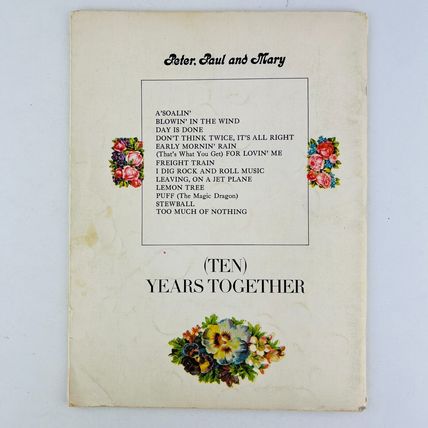 Peter, Paul and Mary
A'SOALIN'
BLOWIN' IN THE WIND
DAY IS DONE
DON'T THINK TWICE, IT'S ALL RIGHT
EARLY MORNIN' RAIN
(That's What You Get) FOR LOVIN' ME
FREIGHT TRAIN
I DIG ROCK AND ROLL MUSIC
LEAVING, ON A JET PLANE
LEMON TREE
PUFF (The Magic Dragon)
STEWBALL
TOO MUCH OF NOTHING
(TEN)
YEARS TOGETHER